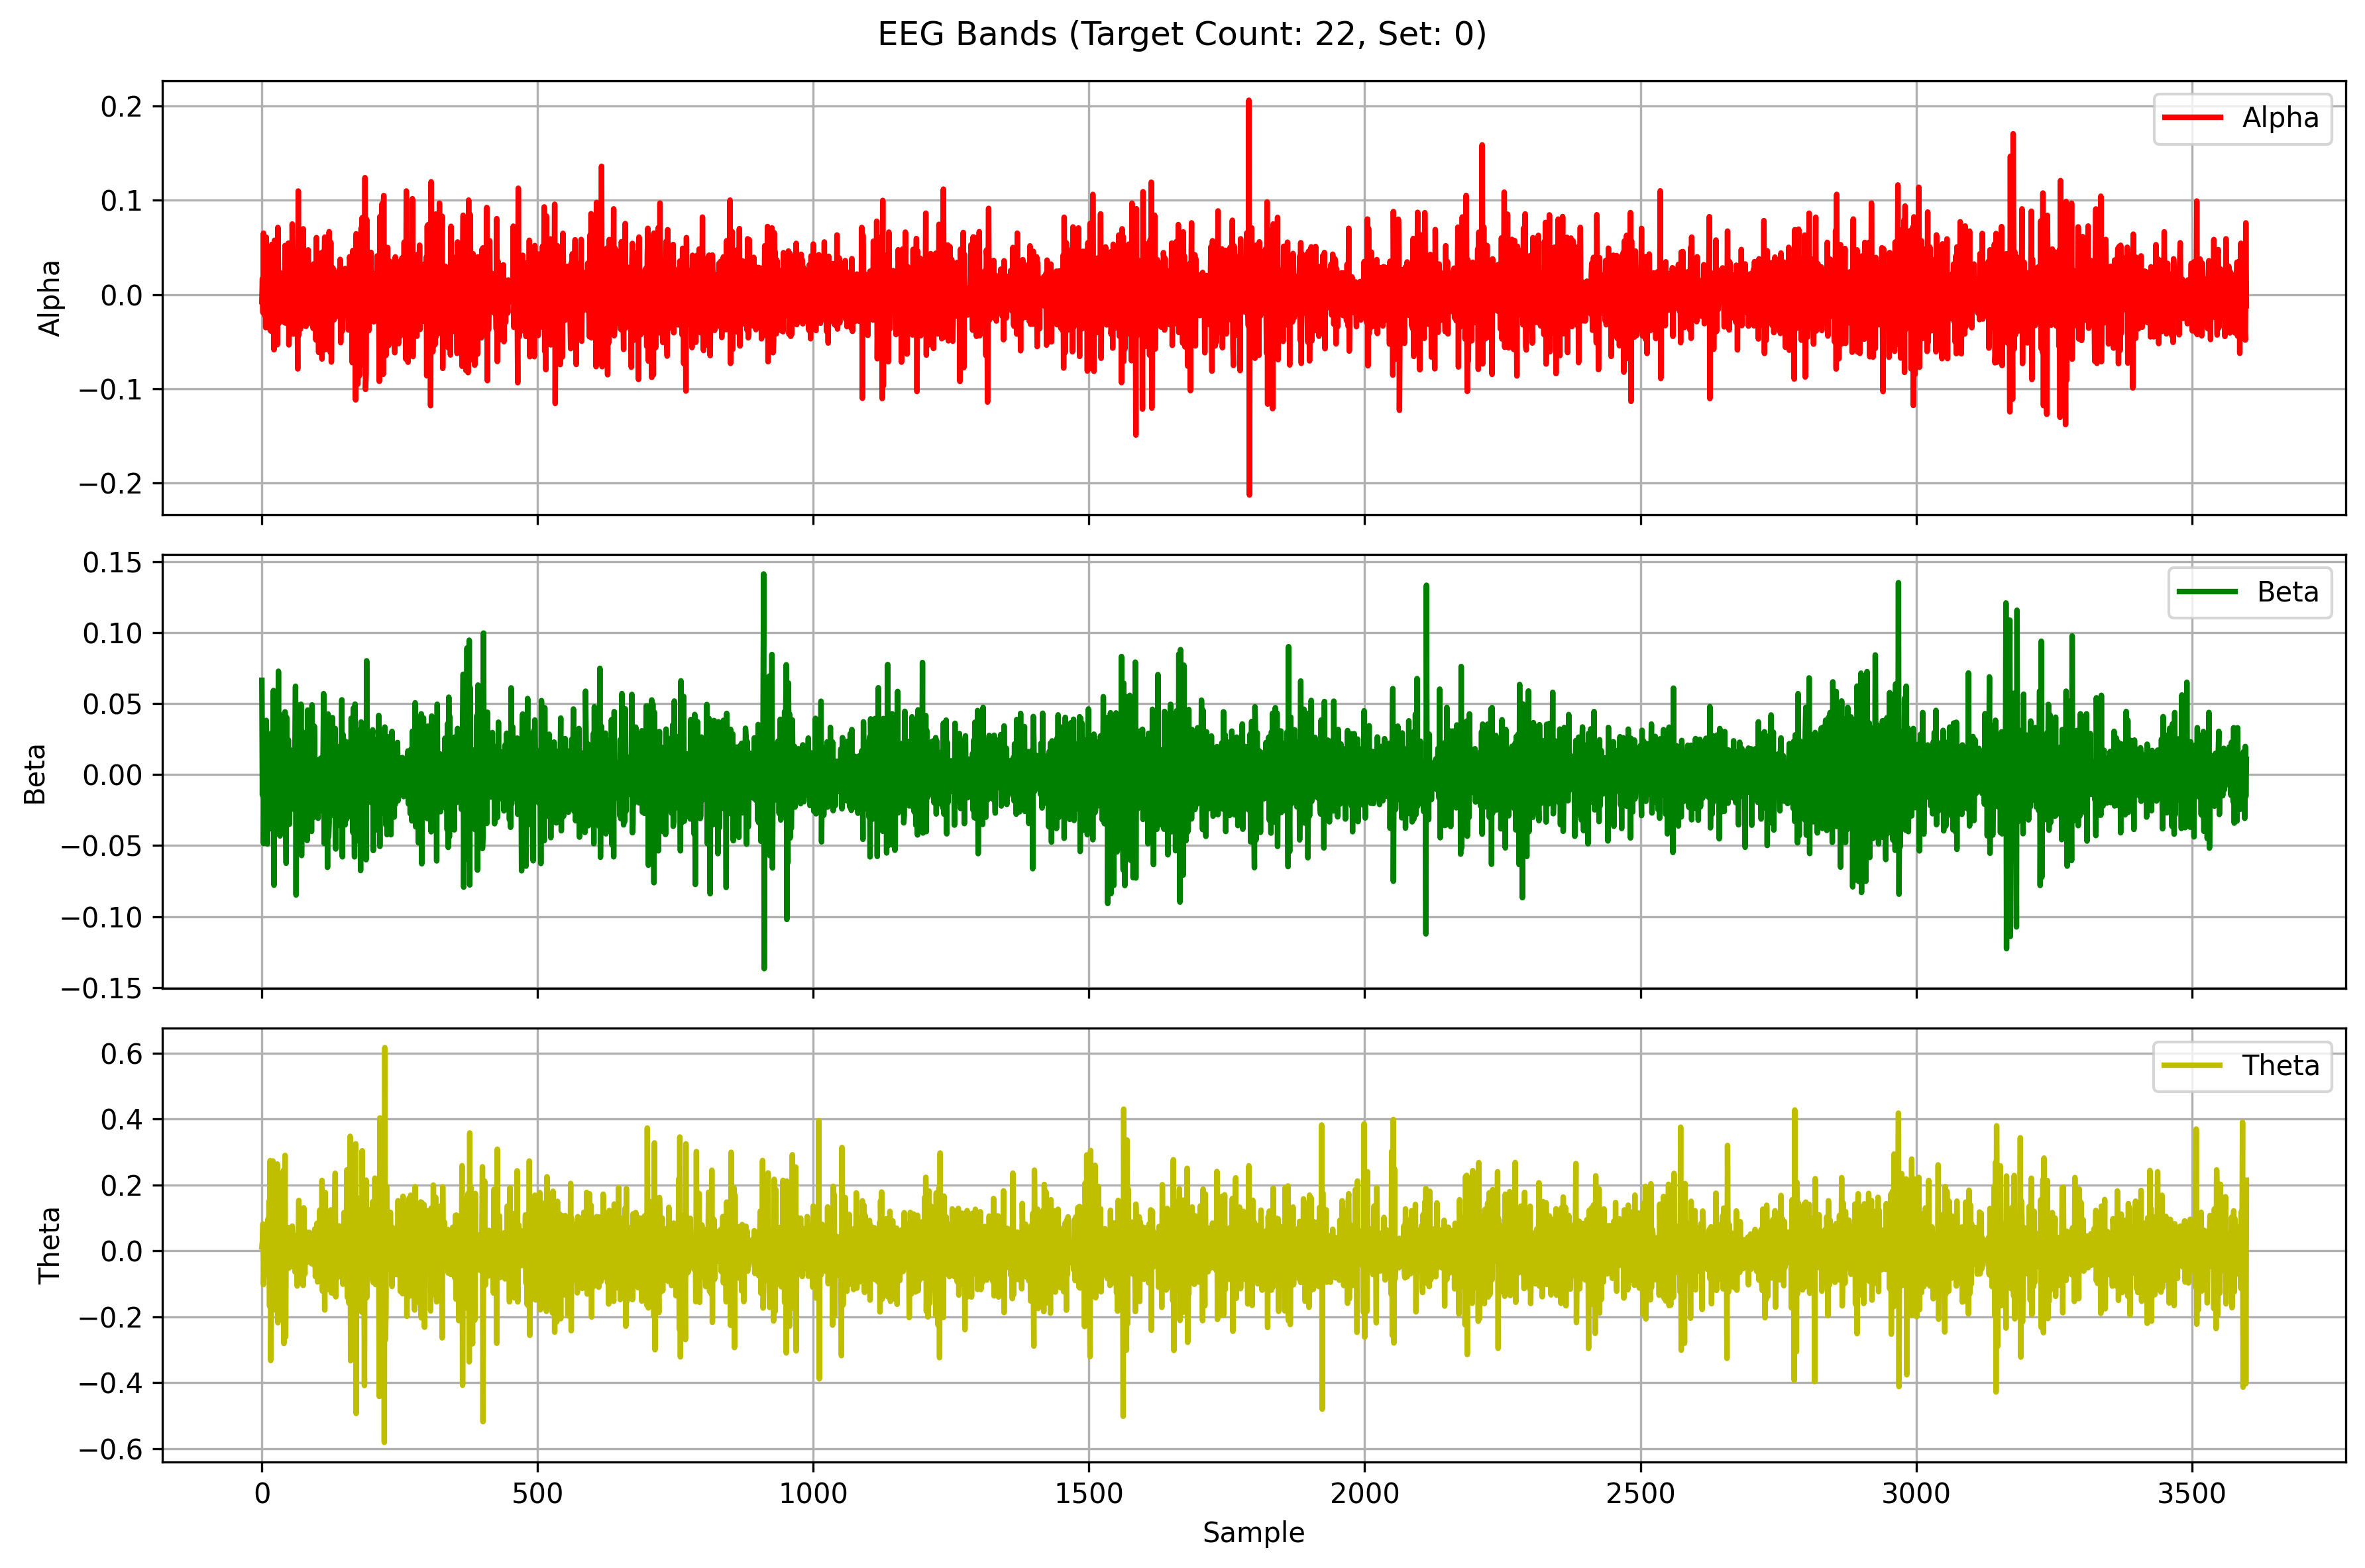 EEG Bands (Target Count: 22, Set: 0)
0.2
0.1
0.0
−0.1
−0.2
Alpha
Alpha
0.15
0.10
0.05
0.00
−0.05
−0.10
−0.15
Beta
Beta
0.6
0.4
0.2
0.0
−0.2
−0.4
−0.6
Theta
Theta
0 500 1000 1500 2000 2500 3000 3500
Sample